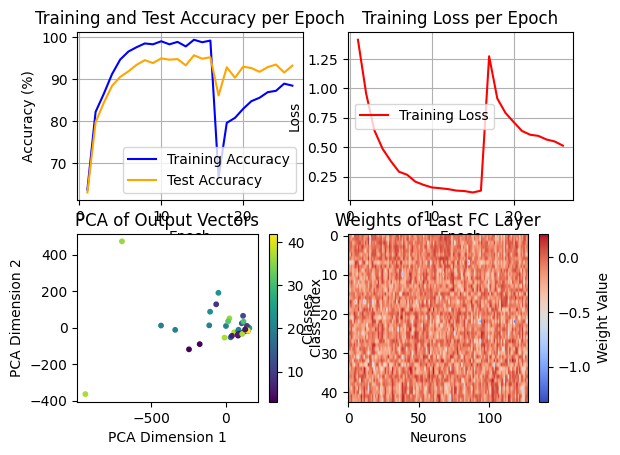 Training and Test Accuracy per Epoch
100
90
80
70
Accuracy (%)
0
10
20
Epoch
Training Accuracy
Test Accuracy
Training Loss per Epoch
1.25
1.00
0.75
0.50
0.25
Loss
0
10
20
Epoch
Training Loss
PCA of Output Vectors
400
200
0
−200
−400
PCA Dimension 2
−500
0
PCA Dimension 1
40
30
20
10
Classes
Weights of Last FC Layer
0
10
20
30
40
Class Index
0
100
Neurons
0.0
−0.5
−1.0
Weight Value